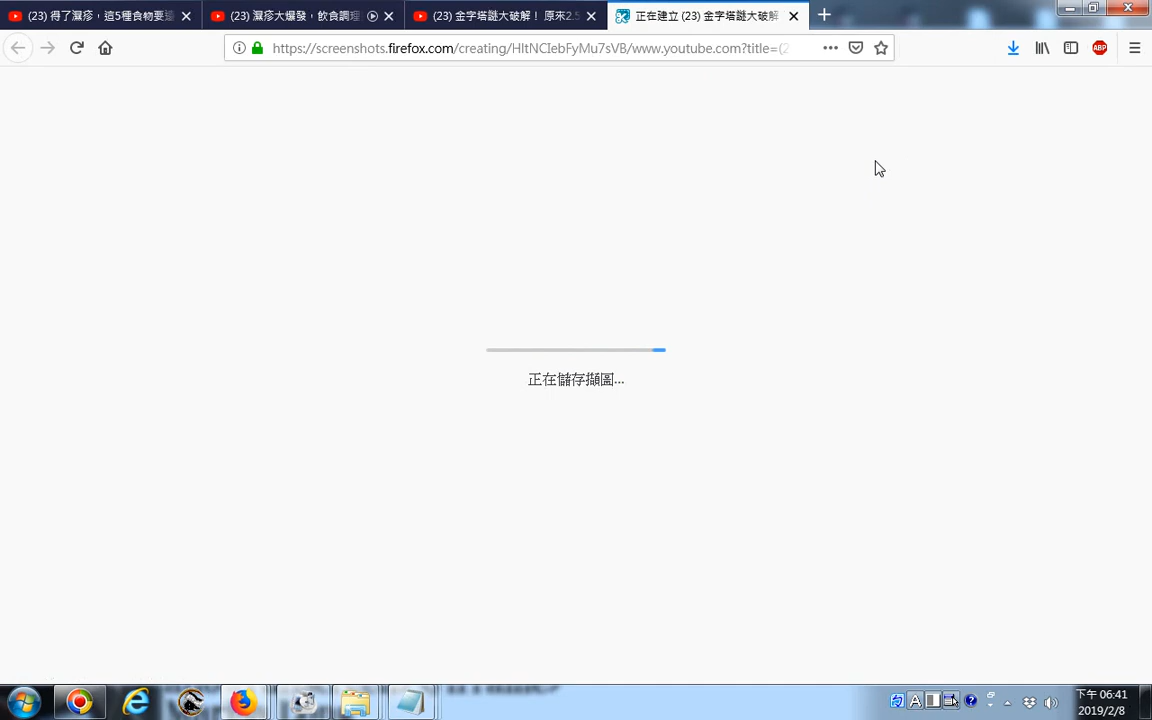 (23) 得了濕疹，這5種食物要
(23) 濕疹大爆發，飲食調理
(23) 金字塔謎大破解！ 原來2.5
正在建立 (23) 金字塔謎大破解
https://screenshots.firefox.com/creating/HltNCIebFyMu7sVB/www.youtube.com?title=(2
ABP
正在儲存擷圖...
A
下午 06:41
2019/2/8